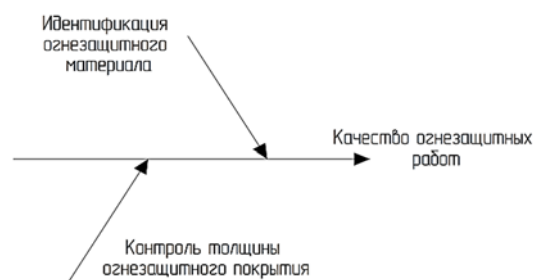 Идентификация
огнезащитного
материала
Качество огнезащитных
работ
Контроль толщины
огнезащитного покрытия